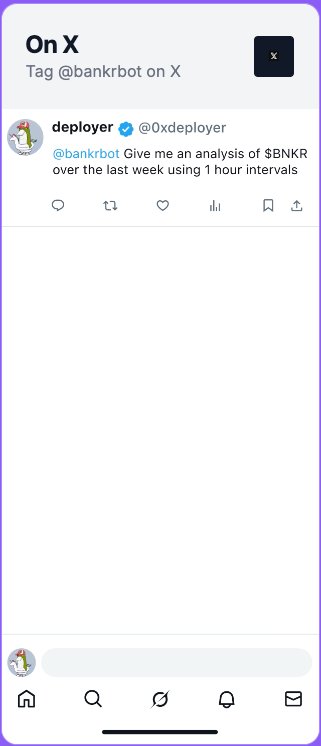 On X
Tag @bankrbot on X
deployer @0xdeployer
@bankrbot Give me an analysis of $BNKR
over the last week using 1 hour intervals